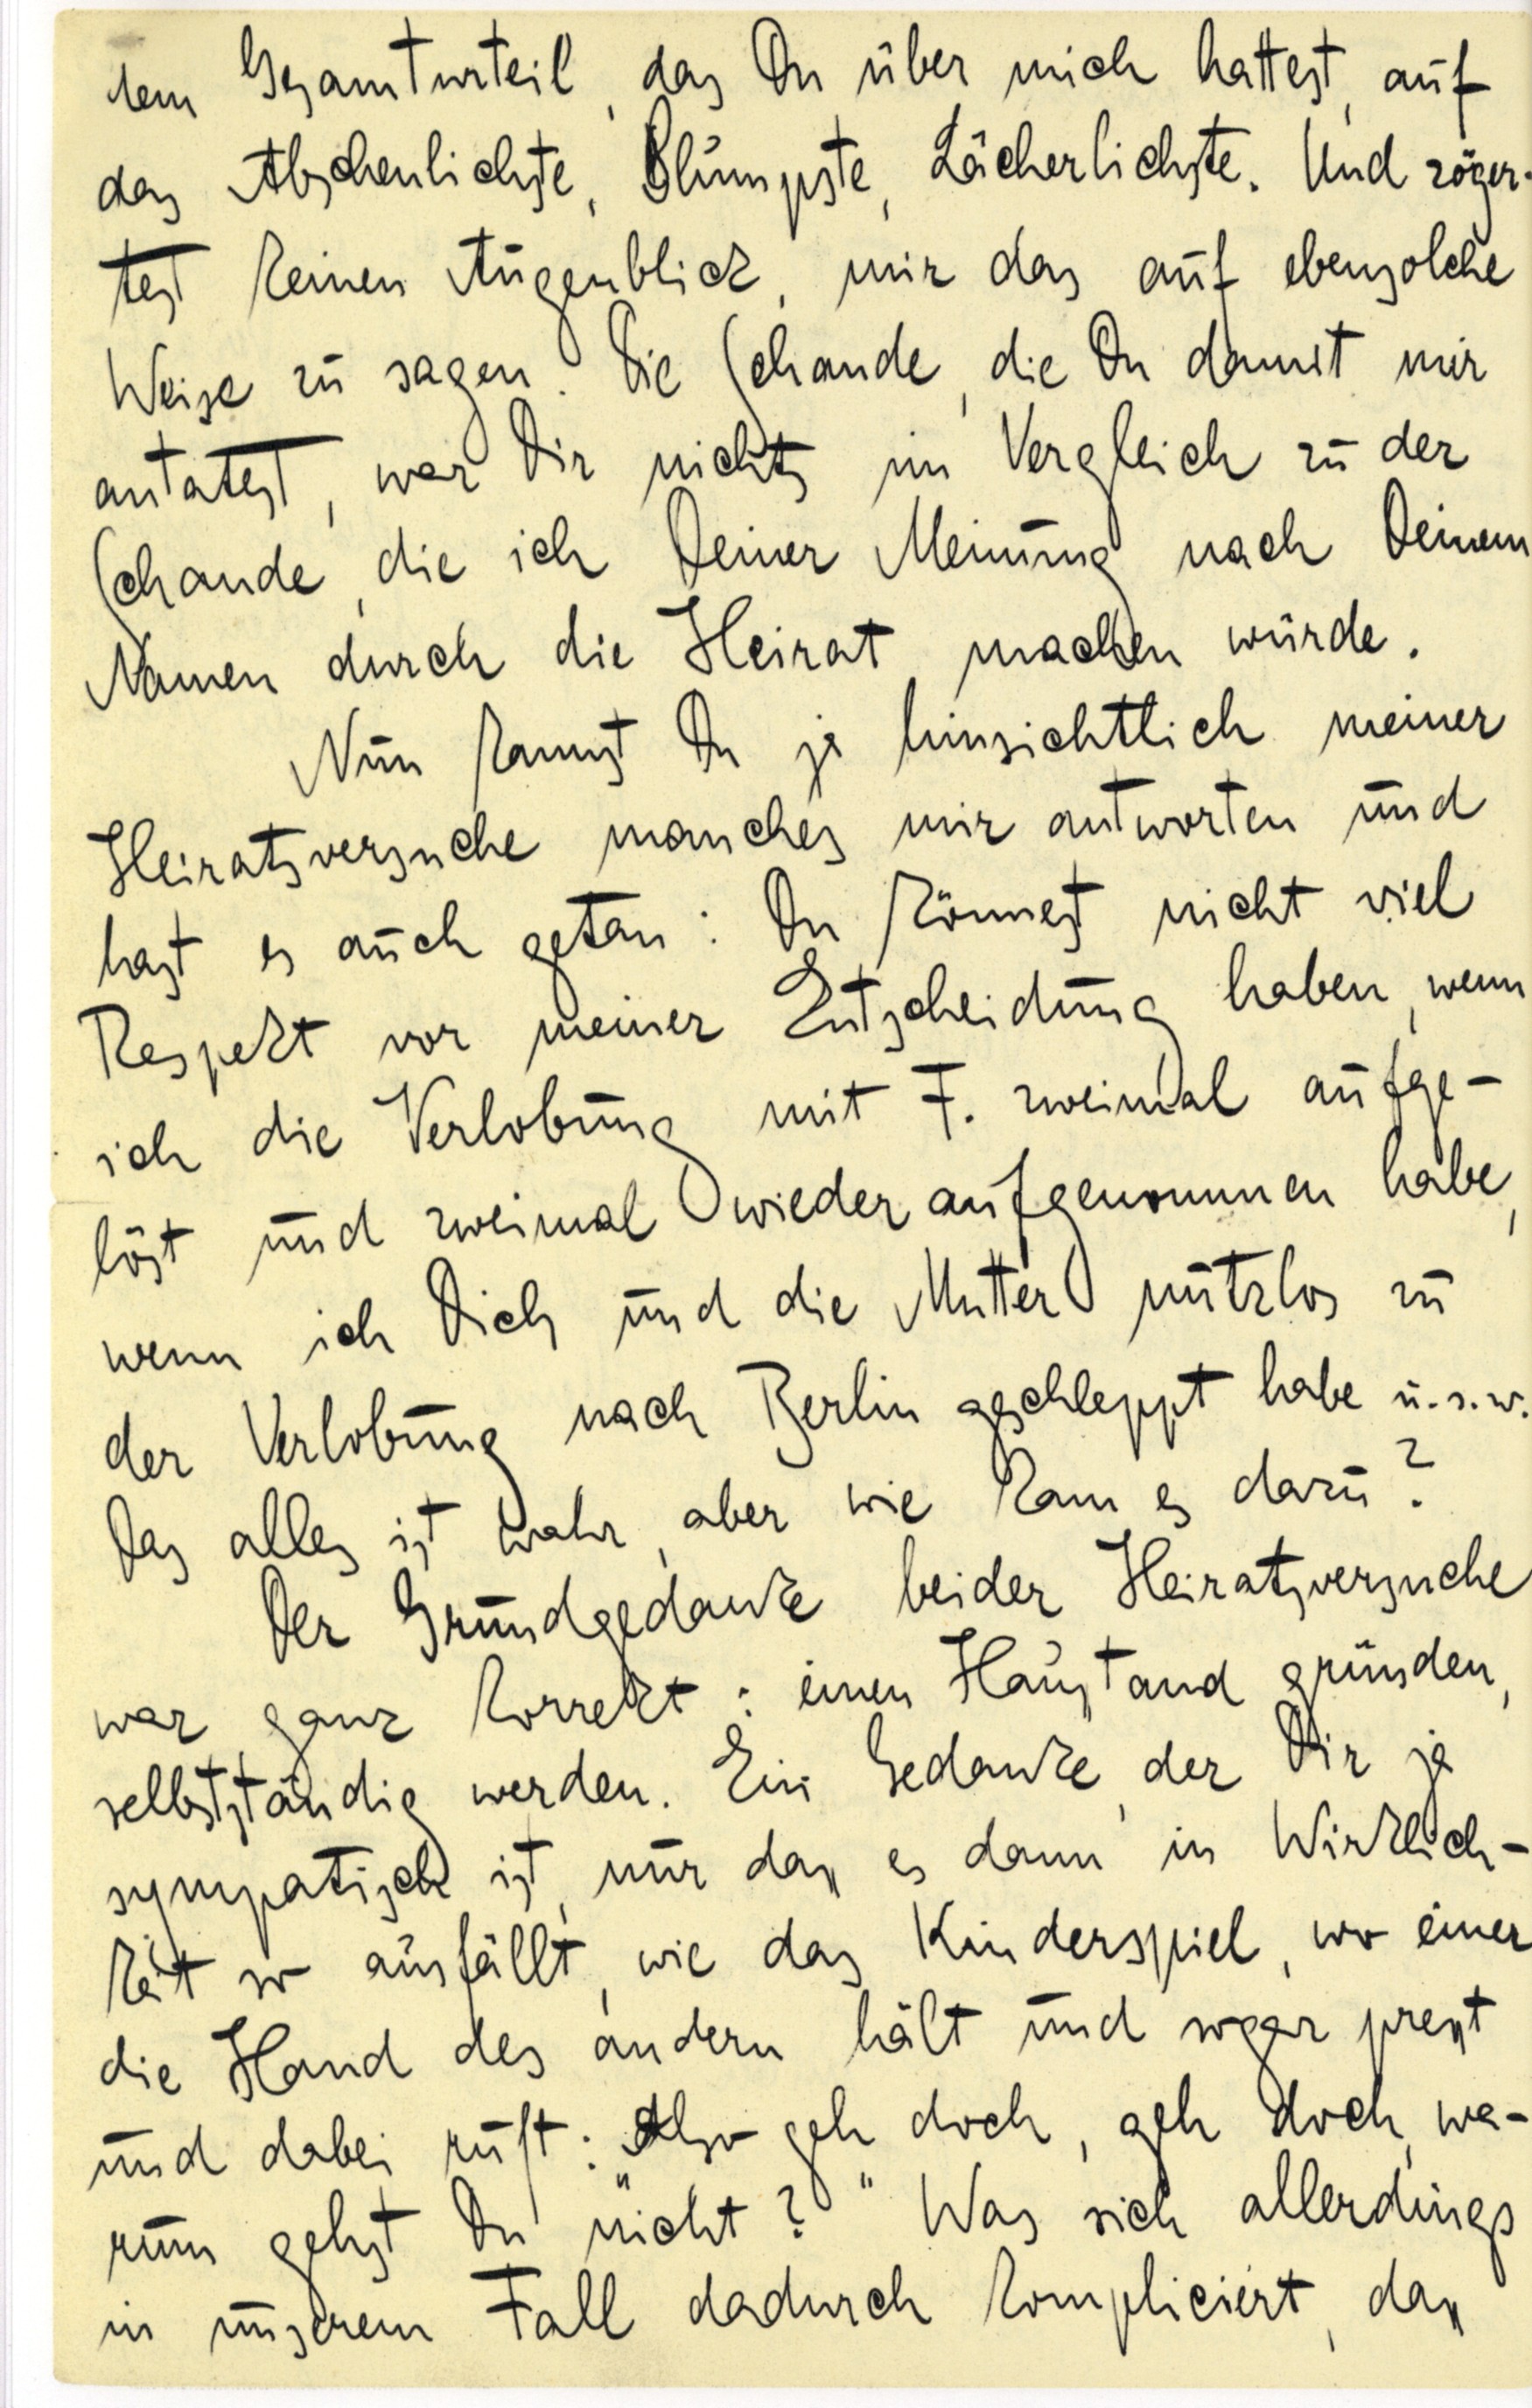 dem Gesamturteil, das Du über mich hattest, auf
das Abscheulichste, Plumpste, Lächerlichste. Und zöger-
test keinen Augenblick, mir das auf ebensolche
Weise zu sagen. Die Schande, die Du damit mir
antatest, war Dir nichts im Vergleich zu der
Schande, die ich Deiner Meinung nach Deinem
Namen durch die Heirat machen würde.
Nun kannst Du ja hinsichtlich meiner
Heiratsversuche manches mir antworten und
hast es auch getan: Du könnest nicht viel
Respekt vor meiner Entscheidung haben, wenn
ich die Verlobung mit F. zweimal aufge-
löst und zweimal wieder aufgenommen habe,
wenn ich Dich und die Mutter nutzlos zu
der Verlobung nach Berlin geschleppt habe u.s.w.
Das alles ist wahr, aber wie kam es dazu?
Der Grundgedanke beider Heiratsversuche
war ganz korrekt: einen Hausstand gründen,
selbstständig werden. Ein Gedanke, der Dir ja
sympatisch ist, nur daß es dann in Wirklich-
keit so ausfällt, wie das Kinderspiel, wo einer
die Hand des andern hält und sogar preßt
und dabei ruft: „Also geh doch, geh doch, wa-
rum gehst Du nicht?" Was sich allerdings
in unserem Fall dadurch kompliciert, daß